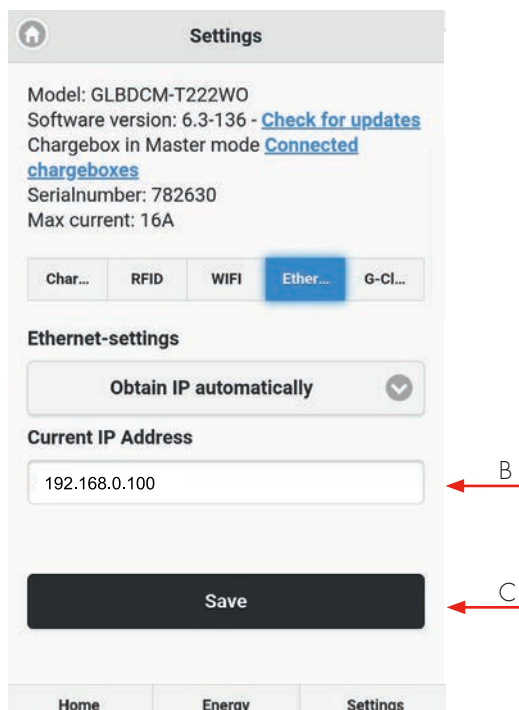 Settings
Model: GLBDCM-T222WO
Software version: 6.3-136 - Check for updates
Chargebox in Master mode Connected
chargeboxes
Serialnumber: 782630
Max current: 16A
Char... RFID WIFI Ether... G-Cl...
Ethernet-settings
Obtain IP automatically
Current IP Address
192.168.0.100
B
Save
C
Home Energy Settings